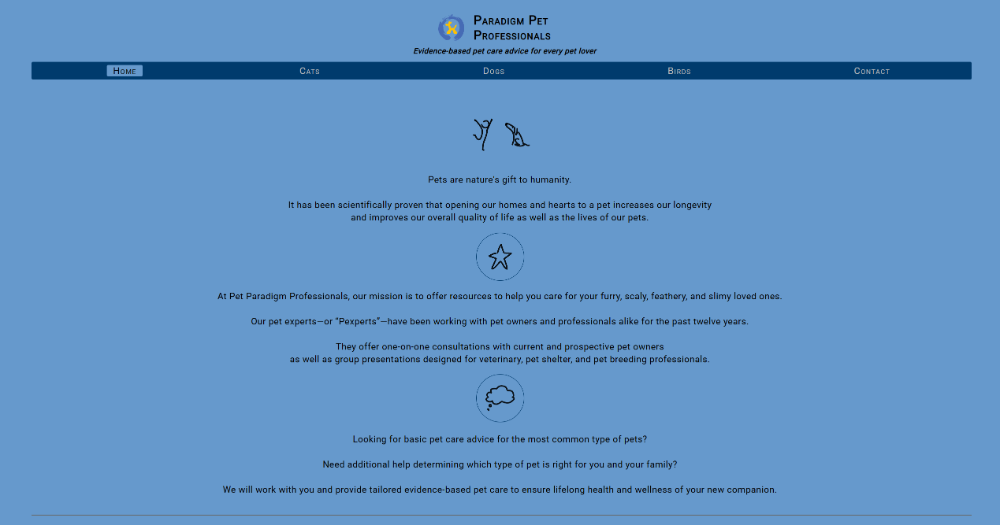 Paradigm Pet
Professionals
Evidence-based pet care advice for every pet lover
Home Cats Dogs Birds Contact
Pets are nature's gift to humanity.
It has been scientifically proven that opening our homes and hearts to a pet increases our longevity
and improves our overall quality of life as well as the lives of our pets.
At Pet Paradigm Professionals, our mission is to offer resources to help you care for your furry, scaly, feathery, and slimy loved ones.
Our pet experts—or “Pexperts”—have been working with pet owners and professionals alike for the past twelve years.
They offer one-on-one consultations with current and prospective pet owners
as well as group presentations designed for veterinary, pet shelter, and pet breeding professionals.
Looking for basic pet care advice for the most common type of pets?
Need additional help determining which type of pet is right for you and your family?
We will work with you and provide tailored evidence-based pet care to ensure lifelong health and wellness of your new companion.